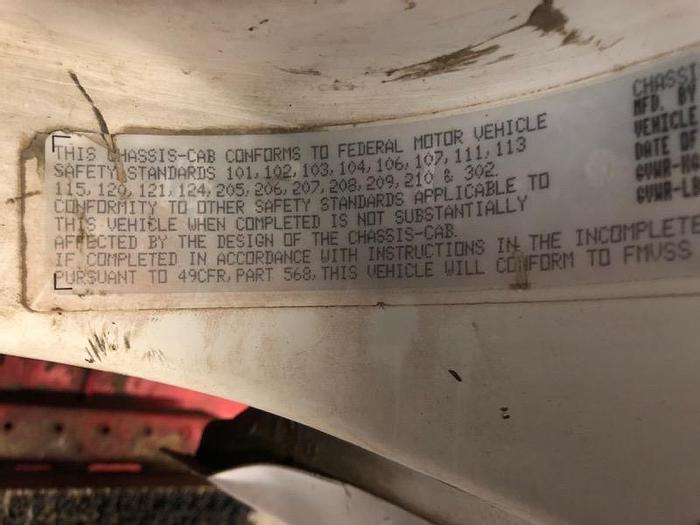 THIS CHASSIS-CAB CONFORMS TO FEDERAL MOTOR VEHICLE
SAFETY STANDARDS 101, 102, 103, 104, 106, 107, 111, 113
115, 120, 121, 124, 205, 206, 207, 208, 209, 210 & 302.
CONFORMITY TO OTHER SAFETY STANDARDS APPLICABLE TO
THIS VEHICLE WHEN COMPLETED IS NOT SUBSTANTIALLY
AFFECTED BY THE DESIGN OF THE CHASSIS-CAB.
IF COMPLETED IN ACCORDANCE WITH INSTRUCTIONS IN THE INCOMPLETE
PURSUANT TO 49CFR, PART 568, THIS VEHICLE WILL CONFORM TO FMVSS
CHASSI
MFD. BY
VEHICLE
DATE OF
GVWR-K
GVWR-L